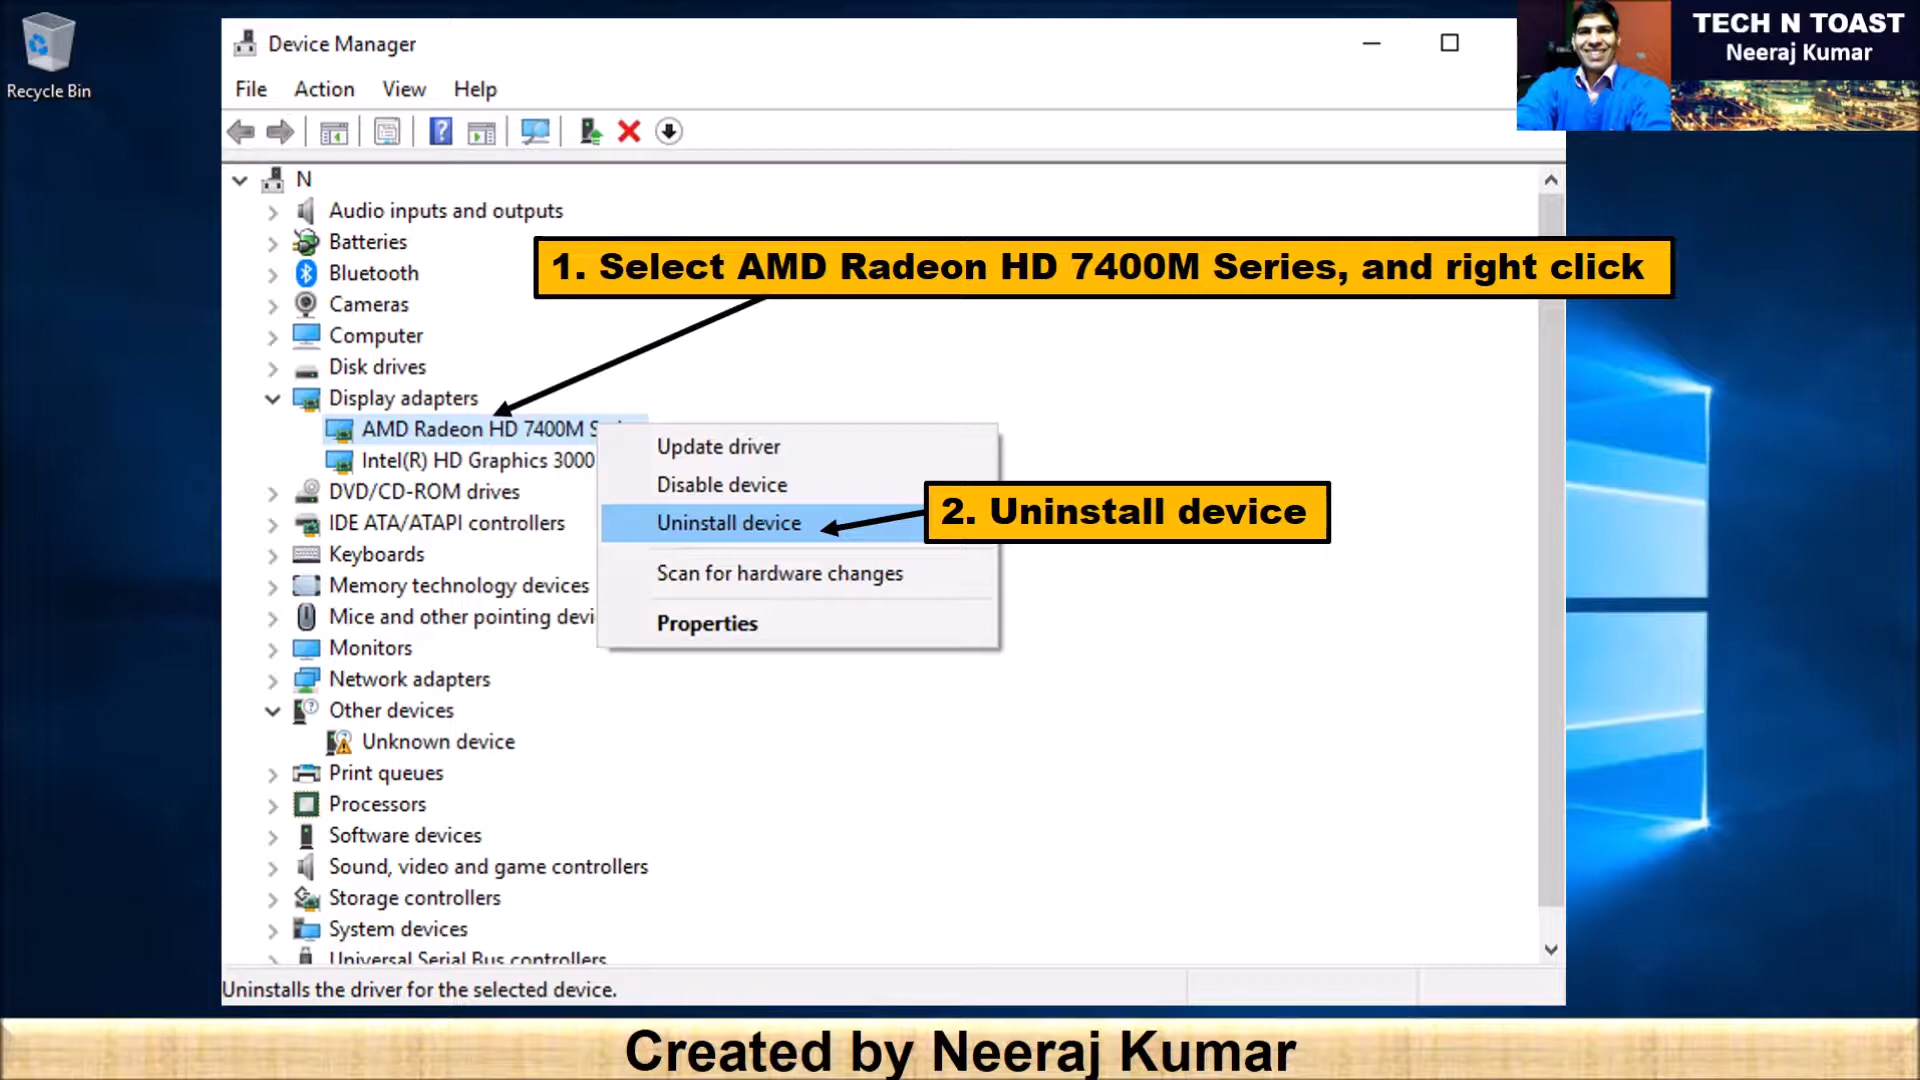 Recycle Bin
Device Manager
TECH N TOAST
Neeraj Kumar
File Action View Help
N
Audio inputs and outputs
Batteries
Bluetooth
Cameras
Computer
Disk drives
Display adapters
AMD Radeon HD 7400M
Intel(R) HD Graphics 3000
DVD/CD-ROM drives
IDE ATA/ATAPI controllers
Keyboards
Memory technology devices
Mice and other pointing devi
Monitors
Network adapters
Other devices
Unknown device
Print queues
Processors
Software devices
Sound, video and game controllers
Storage controllers
System devices
Universal Serial Bus controllers
1. Select AMD Radeon HD 7400M Series, and right click
Update driver
Disable device
Uninstall device
Scan for hardware changes
Properties
2. Uninstall device
Uninstalls the driver for the selected device.
Created by Neeraj Kumar